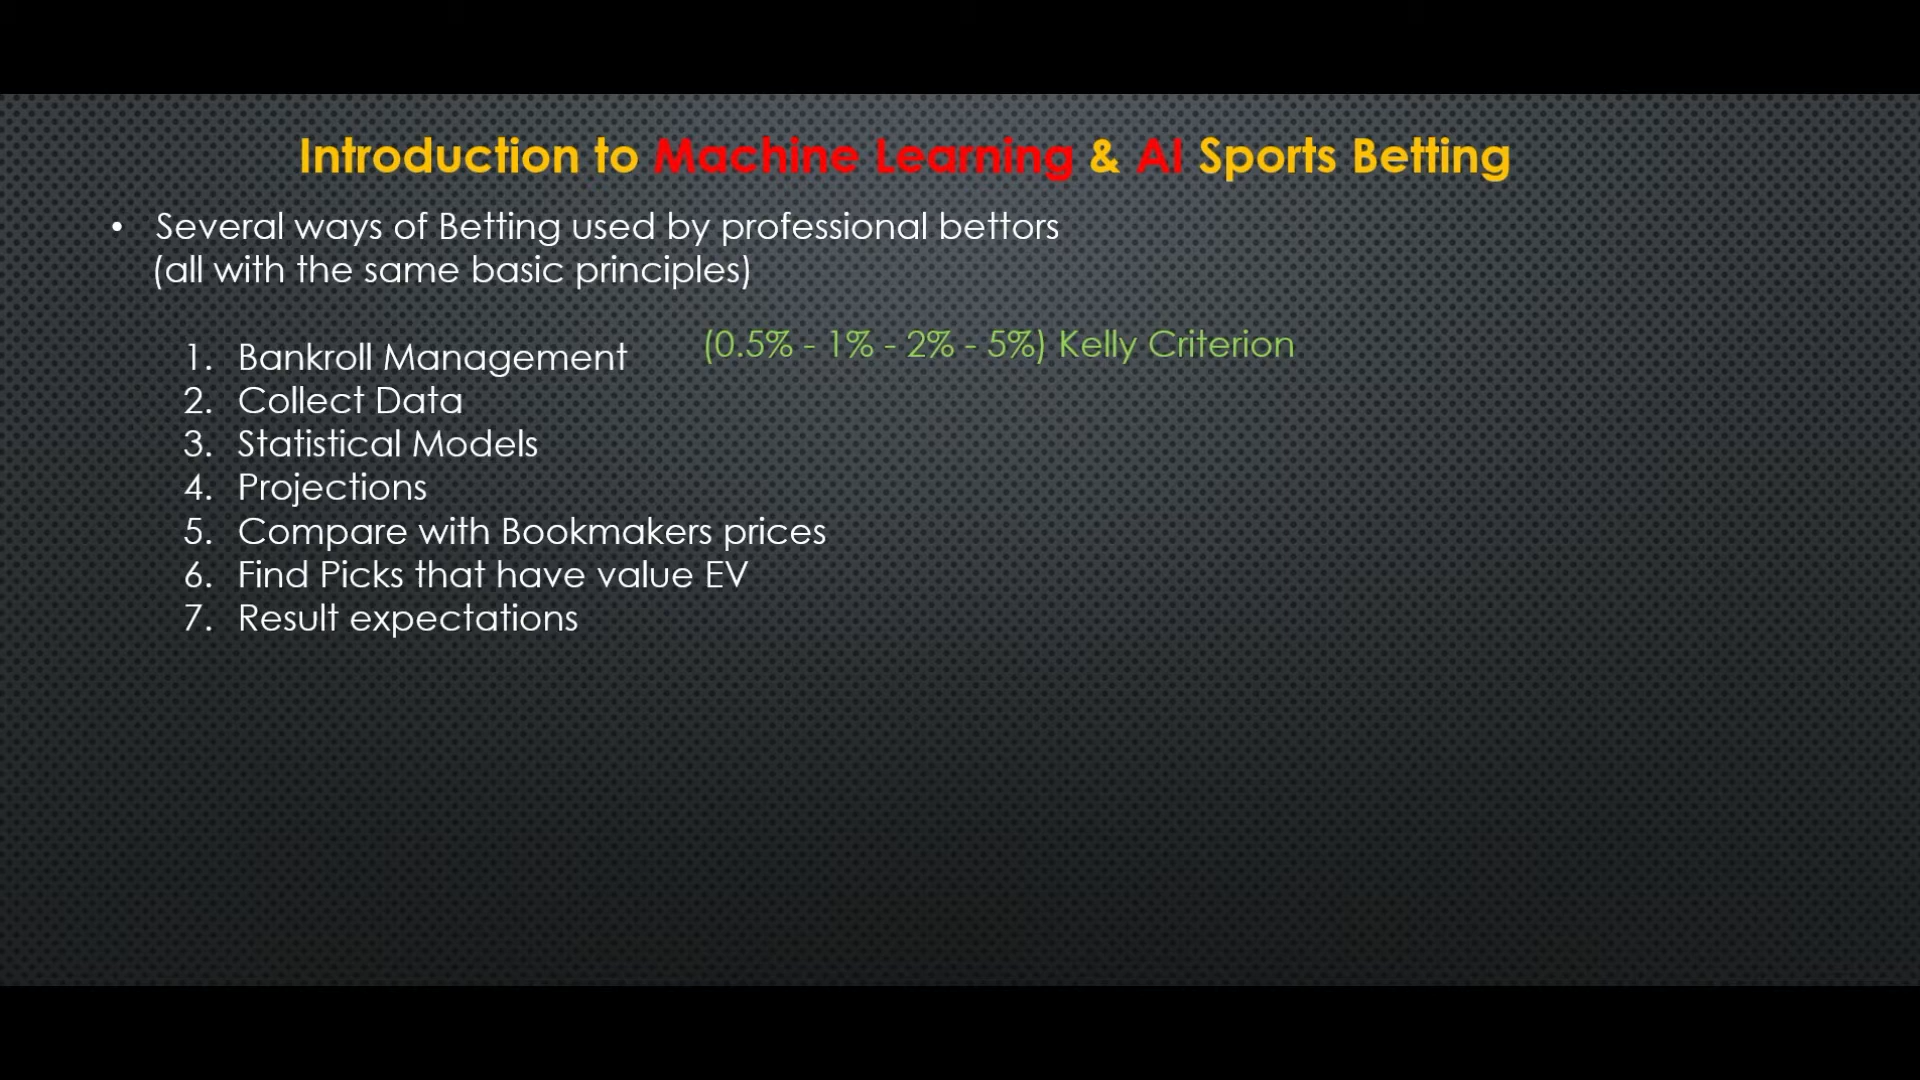 Introduction to Machine Learning & AI Sports Betting
• Several ways of Betting used by professional bettors
(all with the same basic principles)
1. Bankroll Management (0.5% - 1% - 2% - 5%) Kelly Criterion
2. Collect Data
3. Statistical Models
4. Projections
5. Compare with Bookmakers prices
6. Find Picks that have value EV
7. Result expectations